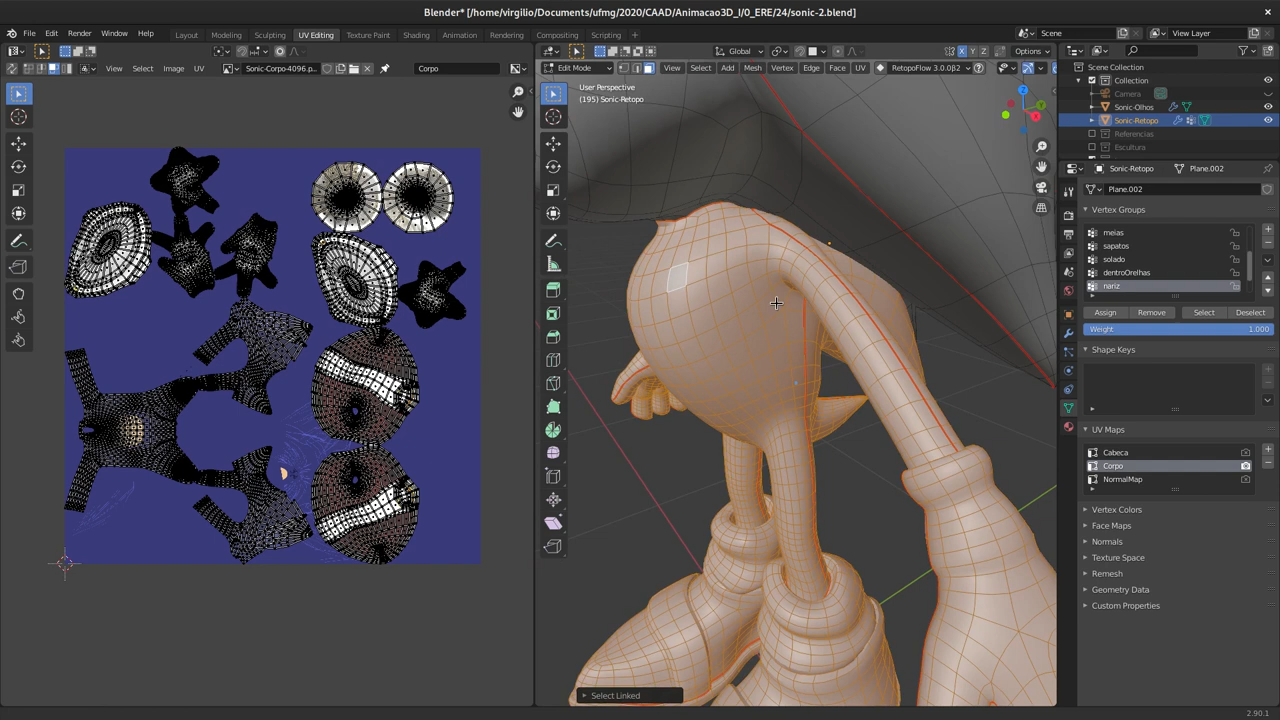 Blender* [/home/virgilio/Documents/ufmg/2020/CAAD/Animacao3D_I/0_ERE/24/sonic-2.blend]
File Edit Render Window Help Layout Modeling Sculpting UV Editing Texture Paint Shading Animation Rendering Compositing Scripting + Scene View Layer
Global Options
View Select Image UV Sonic-Corpo-4096.p... Corpo
Edit Mode View Select Add Mesh Vertex Edge Face UV RetopoFlow 3.0.0β2
X Y Z
User Perspective
(195) Sonic-Retopo
Z
Select Linked
Scene Collection
Collection
Camera
Sonic-Olhos
Sonic-Retopo
Referencias
Escultura
Sonic-Retopo Plane.002
Plane.002
Vertex Groups
meias
sapatos
solado
dentroOrelhas
nariz
Assign Remove Select Deselect
Weight 1.000
Shape Keys
UV Maps
Cabeca
Corpo
NormalMap
Vertex Colors
Face Maps
Normals
Texture Space
Remesh
Geometry Data
Custom Properties
2.90.1